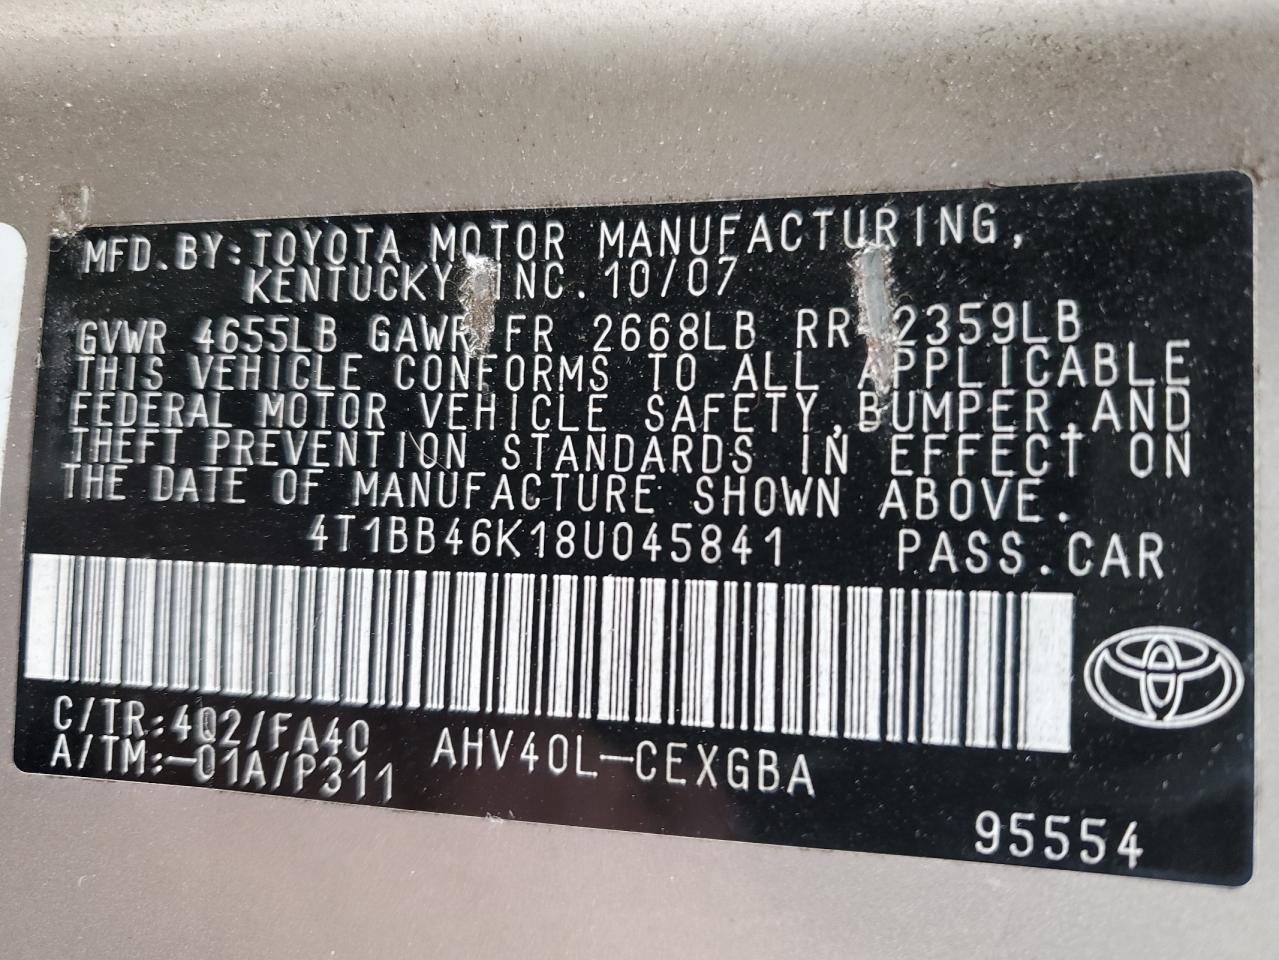 MFD.BY:TOYOTA MOTOR MANUFACTURING,
KENTUCKY INC. 10/07
GVWR 4655LB GAWR FR 2668LB RR 2359LB
THIS VEHICLE CONFORMS TO ALL APPLICABLE
FEDERAL MOTOR VEHICLE SAFETY,BUMPER,AND
THEFT PREVENTION STANDARDS IN EFFECT ON
THE DATE OF MANUFACTURE SHOWN ABOVE.
4T1BB46K18U045841 PASS.CAR
C/TR:4Q2/FA40 AHV40L-CEXGBA
A/TM:-01A/P311
95554